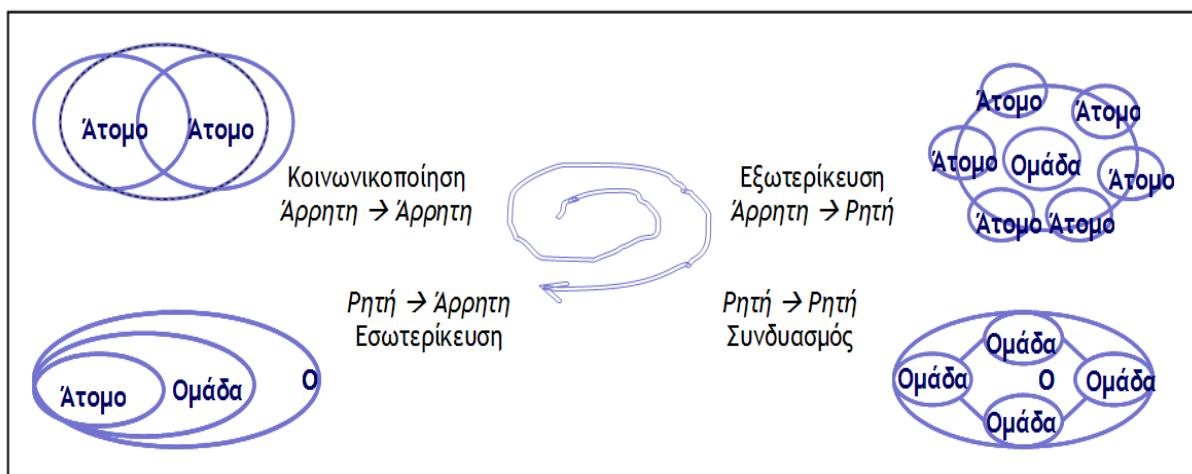 Άτομο Άτομο
Κοινωνικοποίηση
Άρρητη → Άρρητη
Εξωτερίκευση
Άρρητη → Ρητή
Άτομο
Άτομο
Άτομο
Ομάδα
Άτομο
Άτομο
Άτομο
Ρητή → Άρρητη
Εσωτερίκευση
Ρητή → Ρητή
Συνδυασμός
Άτομο
Ομάδα
Ο
Ομάδα
Ομάδα
Ο
Ομάδα
Ομάδα